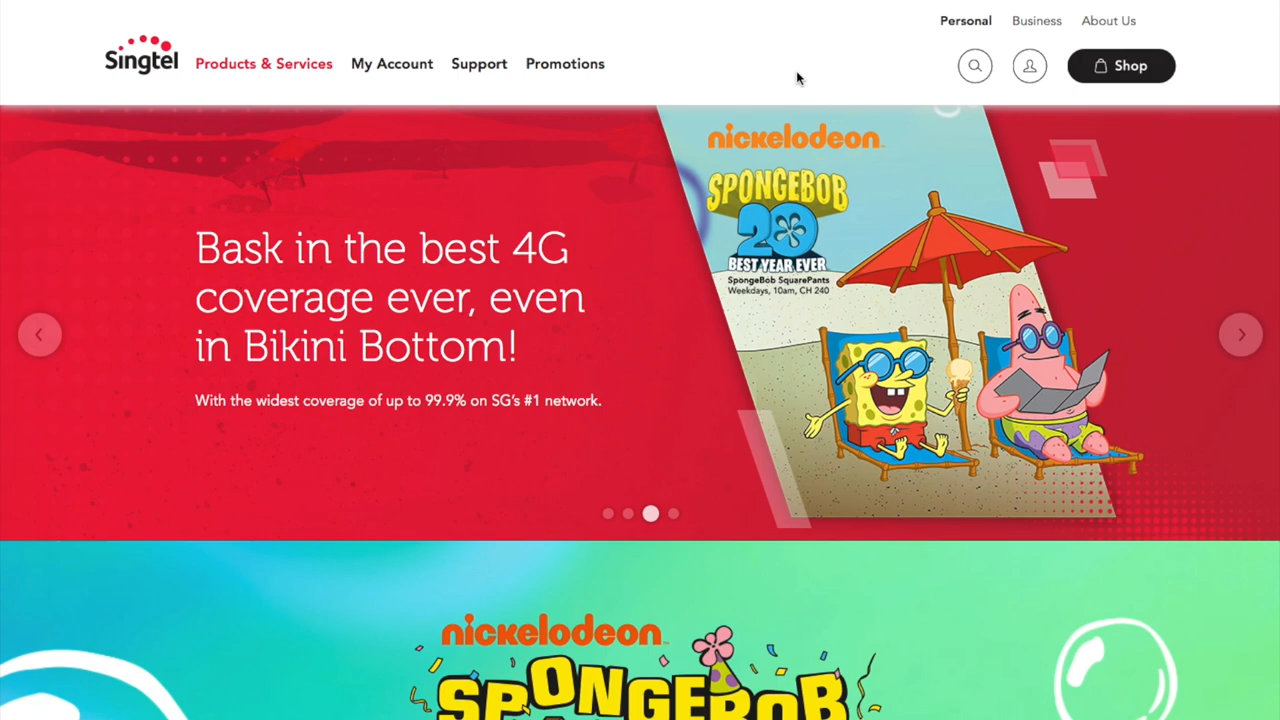 Personal Business About Us
Singtel Products & Services My Account Support Promotions Shop
nickelodeon
SPONGEBOB
20
BEST YEAR EVER
SpongeBob SquarePants
Weekdays, 10am, CH 240
Bask in the best 4G
coverage ever, even
in Bikini Bottom!
With the widest coverage of up to 99.9% on SG's #1 network.
nickelodeon
SPONGEBOB